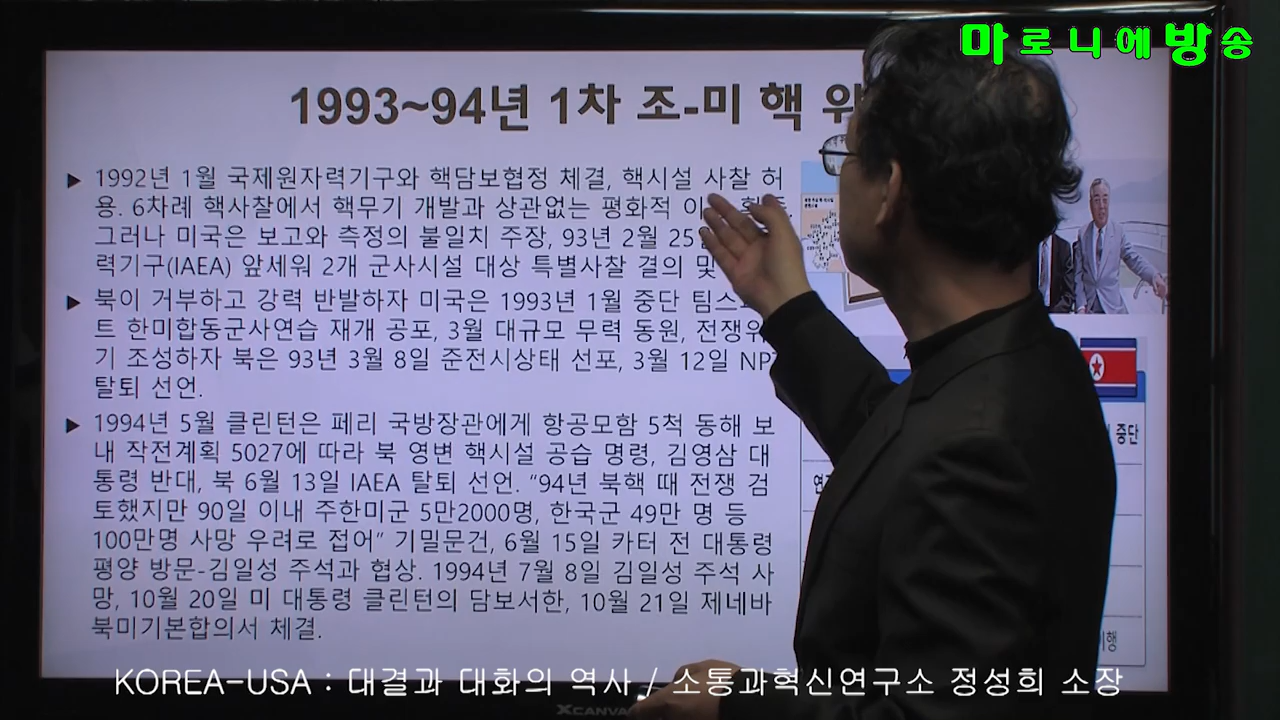 마로니에방송
1993~94년 1차 조-미 핵
▶ 1992년 1월 국제원자력기구와 핵담보협정 체결, 핵시설 사찰 허
용. 6차례 핵사찰에서 핵무기 개발과 상관없는 평화적
그러나 미국은 보고와 측정의 불일치 주장, 93년 2월 25
력기구(IAEA) 앞세워 2개 군사시설 대상 특별사찰 결의 및
▶ 북이 거부하고 강력 반발하자 미국은 1993년 1월 중단 팀스
트 한미합동군사연습 재개 공포, 3월 대규모 무력 동원, 전쟁위
기 조성하자 북은 93년 3월 8일 준전시상태 선포, 3월 12일 NPT
탈퇴 선언.
▶ 1994년 5월 클린턴은 페리 국방장관에게 항공모함 5척 동해 보
내 작전계획 5027에 따라 북 영변 핵시설 공습 명령, 김영삼 대
통령 반대, 북 6월 13일 IAEA 탈퇴 선언. "94년 북핵 때 전쟁 검
토했지만 90일 이내 주한미군 5만2000명, 한국군 49만 명 등
100만명 사망 우려로 접어" 기밀문건, 6월 15일 카터 전 대통령
평양 방문-김일성 주석과 협상. 1994년 7월 8일 김일성 주석 사
망, 10월 20일 미 대통령 클린턴의 담보서한, 10월 21일 제네바
북미기본합의서 체결.
중단
KOREA-USA : 대결과 대화의 역사 / 소통과혁신연구소 정성희 소장
XCANVAS